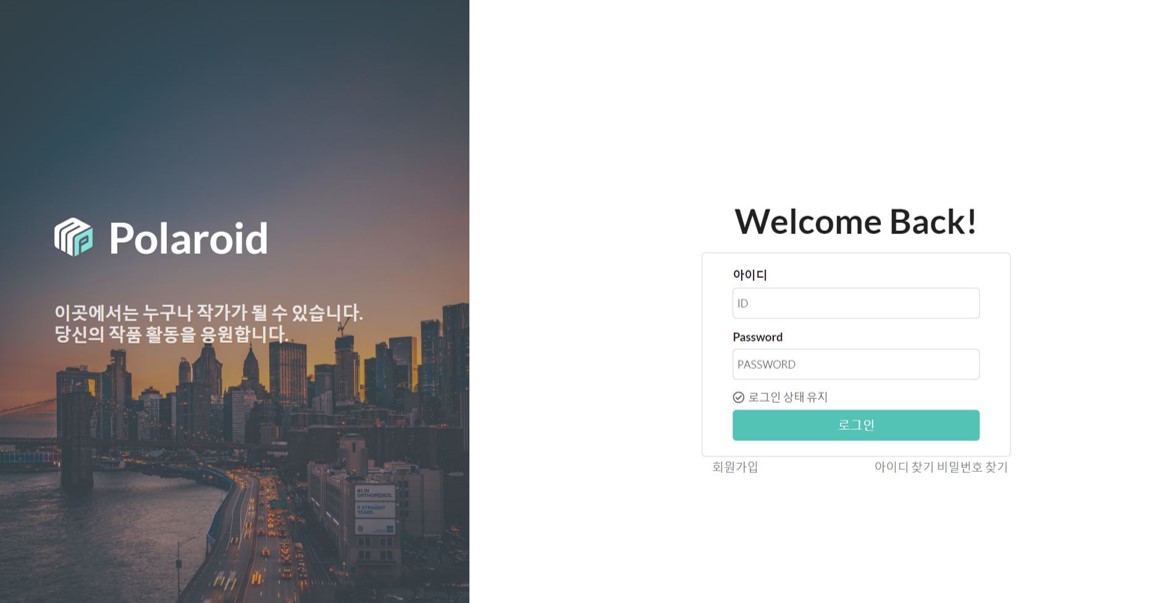 Polaroid
이곳에서는 누구나 작가가 될 수 있습니다.
당신의 작품 활동을 응원합니다.
#1 IN
ORTHOPEDICS.
Welcome Back!
아이디
ID
Password
PASSWORD
로그인 상태 유지
로그인
회원가입
아이디 찾기 비밀번호 찾기